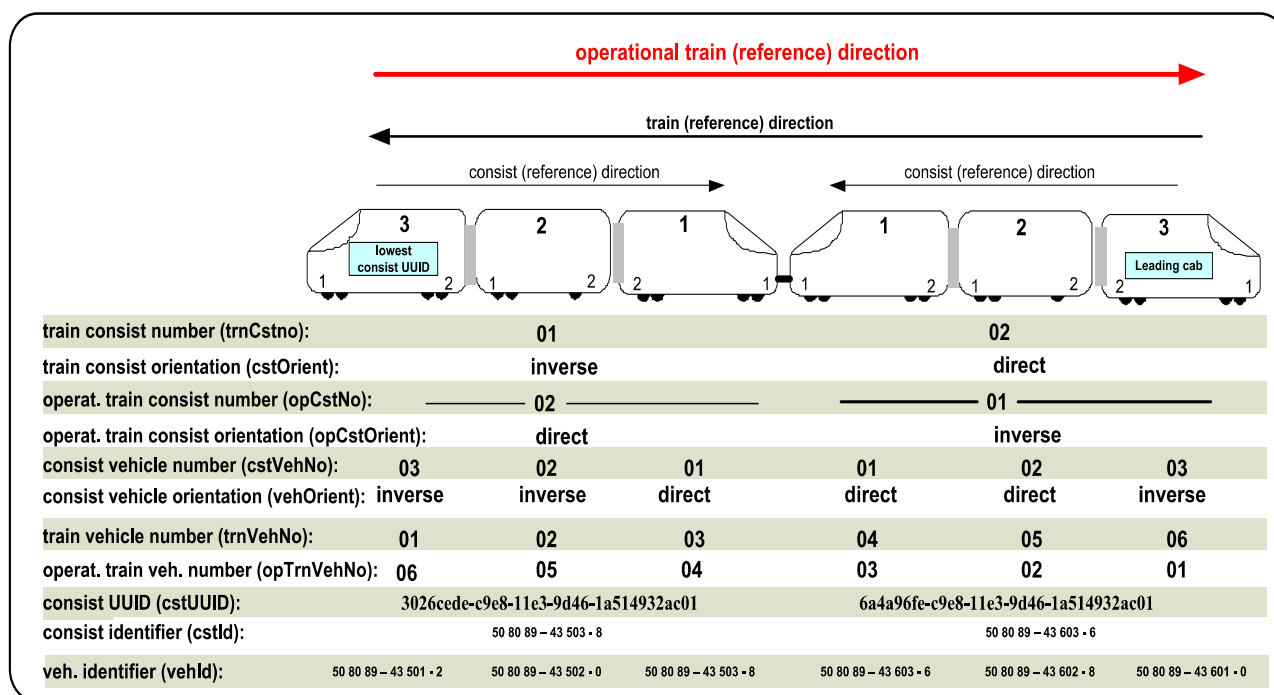 operational train (reference) direction
train (reference) direction
consist (reference) direction consist (reference) direction
3 2 1 1 2 3
lowest
consist UUID
Leading cab
1 2 1 2 2 1 1 2 1 2 2 1
train consist number (trnCstno): 01 02
train consist orientation (cstOrient): inverse direct
operat. train consist number (opCstNo): 02 01
operat. train consist orientation (opCstOrient): direct inverse
consist vehicle number (cstVehNo): 03 02 01 01 02 03
consist vehicle orientation (vehOrient): inverse inverse direct direct direct inverse
train vehicle number (trnVehNo): 01 02 03 04 05 06
operat. train veh. number (opTrnVehNo): 06 05 04 03 02 01
consist UUID (cstUUID): 3026cede-c9e8-11e3-9d46-1a514932ac01 6a4a96fe-c9e8-11e3-9d46-1a514932ac01
consist identifier (cstId): 50 80 89 – 43 503 - 8 50 80 89 – 43 603 - 6
veh. identifier (vehId): 50 80 89 – 43 501 - 2 50 80 89 – 43 502 - 0 50 80 89 – 43 503 - 8 50 80 89 – 43 603 - 6 50 80 89 – 43 602 - 8 50 80 89 – 43 601 - 0